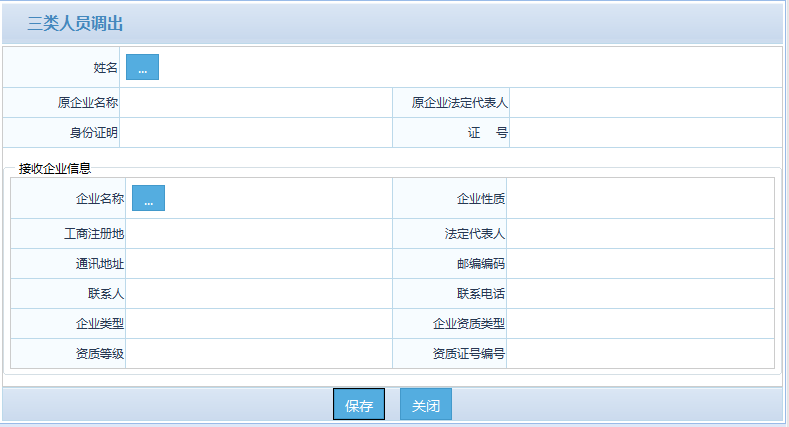 三类人员调出
姓名 ...
原企业名称 原企业法定代表人
身份证明 证 号
接收企业信息
企业名称 ... 企业性质
工商注册地 法定代表人
通讯地址 邮编编码
联系人 联系电话
企业类型 企业资质类型
资质等级 资质证号编号
保存 关闭